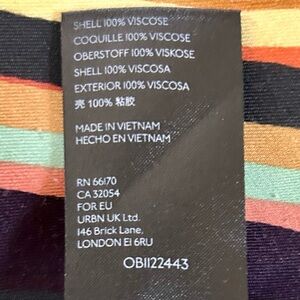 SHELL 100% VISCOSE
COQUILLE 100% VISCOSE
OBERSTOFF 100% VISKOSE
SHELL 100% VISCOSA
EXTERIOR 100% VISCOSA
壳 100% 粘胶
MADE IN VIETNAM
HECHO EN VIETNAM
RN 66170
CA 32054
FOR EU
URBN UK Ltd.
146 Brick Lane,
LONDON E1 6RU
OB1122443